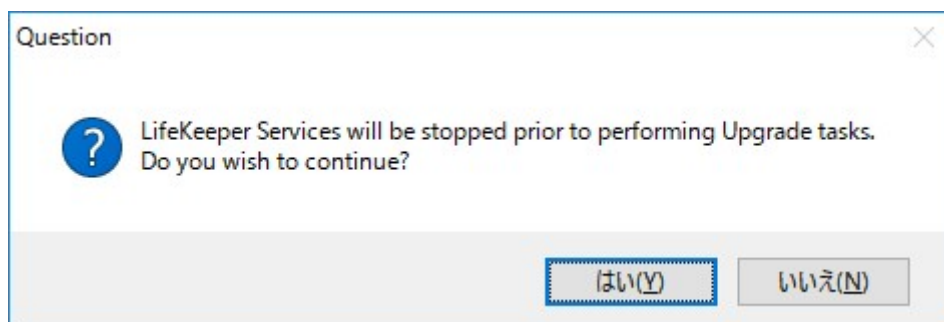 Question
LifeKeeper Services will be stopped prior to performing Upgrade tasks.
Do you wish to continue?
はい(Y)
いいえ(N)